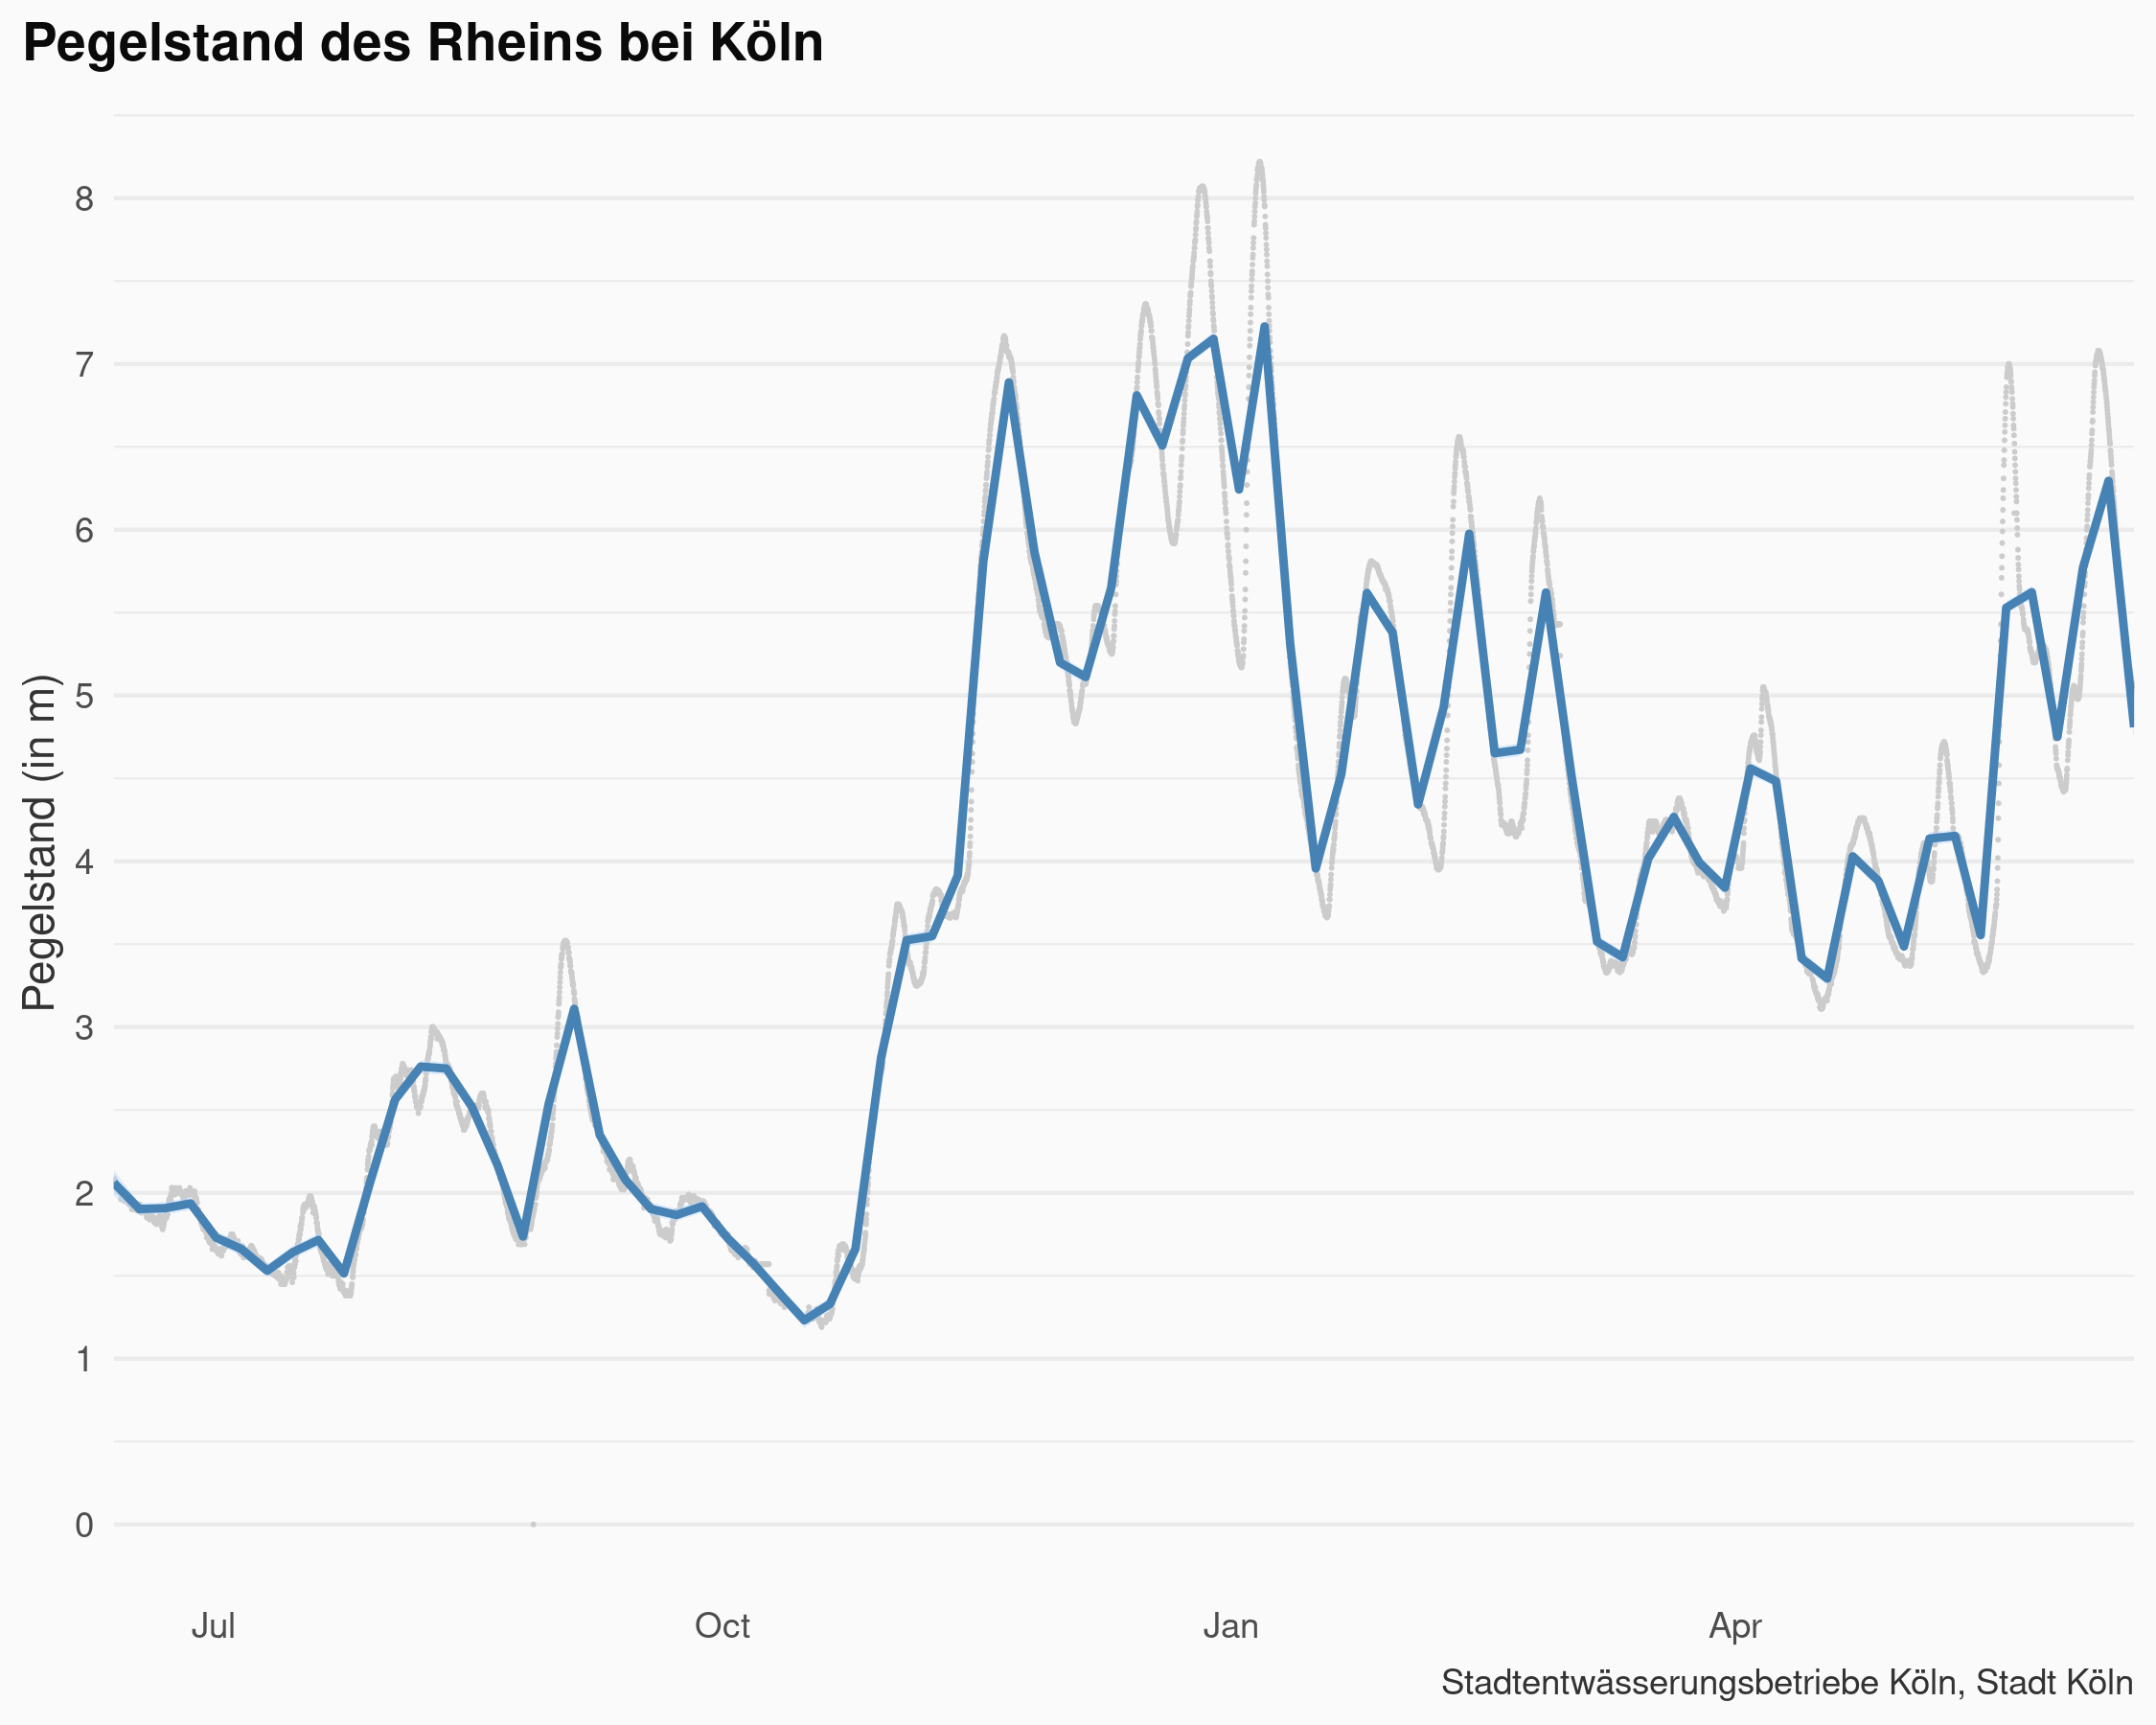 Pegelstand des Rheins bei Köln
Pegelstand (in m)
8
7
6
5
4
3
2
1
0
Jul Oct Jan Apr
Stadtentwässerungsbetriebe Köln, Stadt Köln